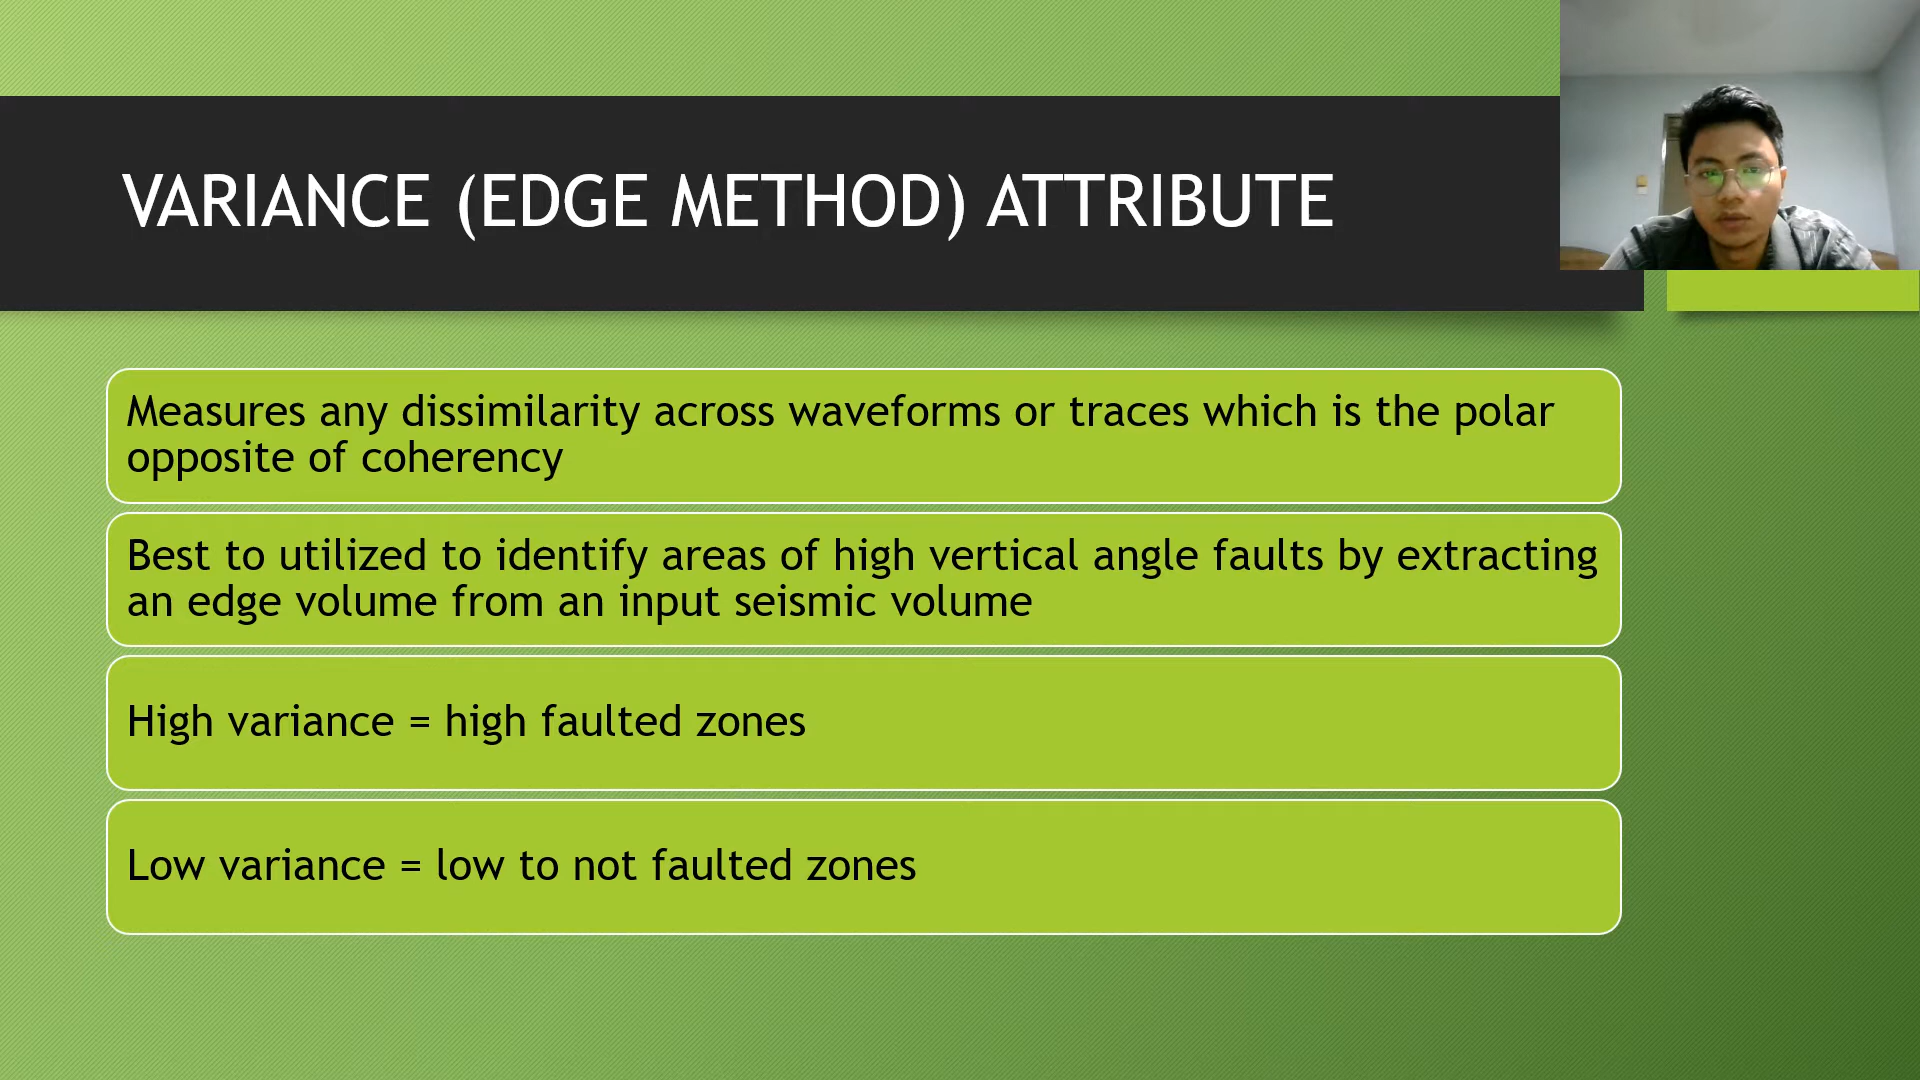 VARIANCE (EDGE METHOD) ATTRIBUTE
Measures any dissimilarity across waveforms or traces which is the polar
opposite of coherency
Best to utilized to identify areas of high vertical angle faults by extracting
an edge volume from an input seismic volume
High variance = high faulted zones
Low variance = low to not faulted zones